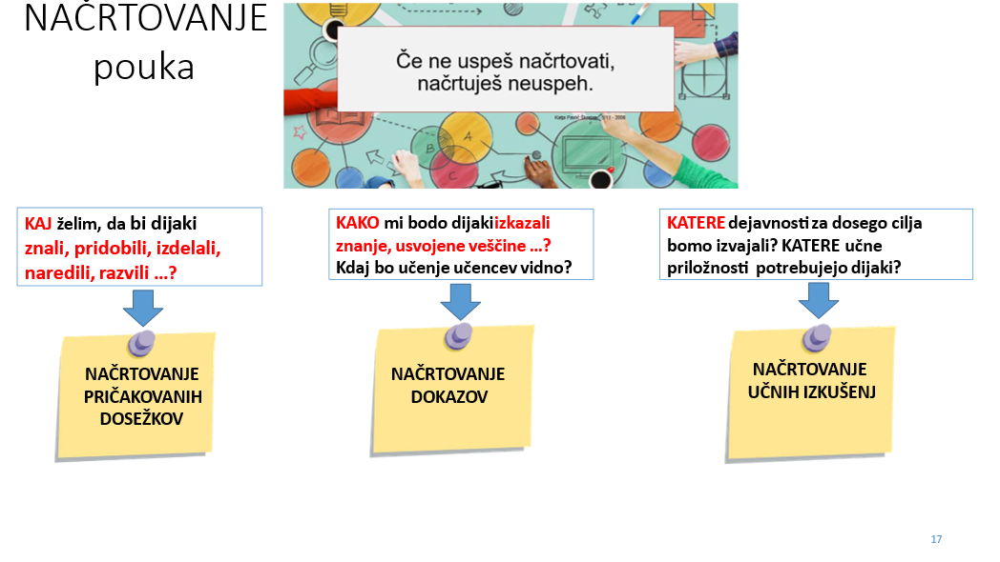 NAČRTOVANJE
pouka
Če ne uspeš načrtovati,
načrtuješ neuspeh.
A
B
C
KAJ želim, da bi dijaki
znali, pridobili, izdelali,
naredili, razvili …?
KAKO mi bodo dijaki izkazali
znanje, usvojene veščine …?
Kdaj bo učenje učencev vidno?
KATERE dejavnosti za dosego cilja
bomo izvajali? KATERE učne
priložnosti potrebujejo dijaki?
NAČRTOVANJE
PRIČAKOVANIH
DOSEŽKOV
NAČRTOVANJE
DOKAZOV
NAČRTOVANJE
UČNIH IZKUŠENJ
17